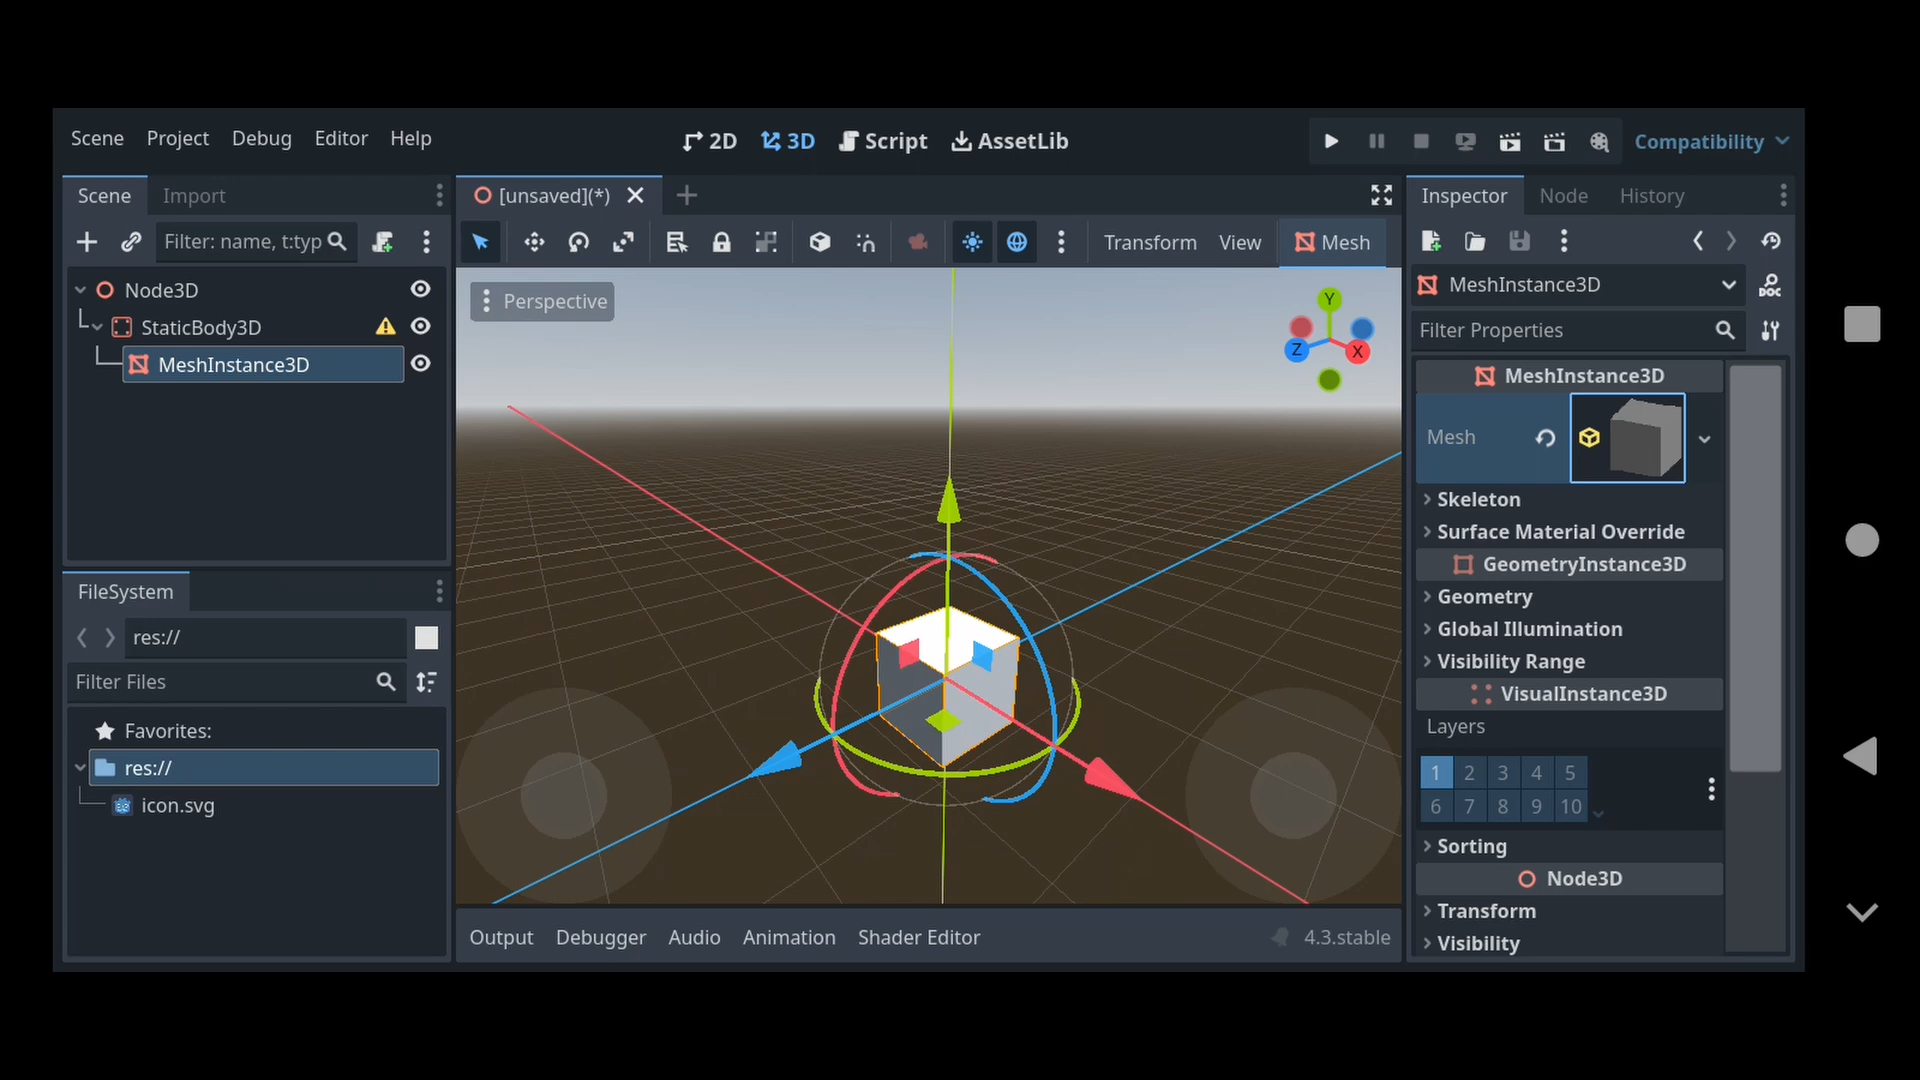 Scene Project Debug Editor Help
2D 3D Script AssetLib
Compatibility
Scene Import
Filter: name, t:typ
Node3D
StaticBody3D
MeshInstance3D
FileSystem
res://
Filter Files
Favorites:
res://
icon.svg
[unsaved](*)
Transform View Mesh
Perspective
Y
Z
X
Output Debugger Audio Animation Shader Editor 4.3.stable
Inspector Node History
MeshInstance3D
DOC
Filter Properties
MeshInstance3D
Mesh
Skeleton
Surface Material Override
GeometryInstance3D
Geometry
Global Illumination
Visibility Range
VisualInstance3D
Layers
1 2 3 4 5
6 7 8 9 10
Sorting
Node3D
Transform
Visibility